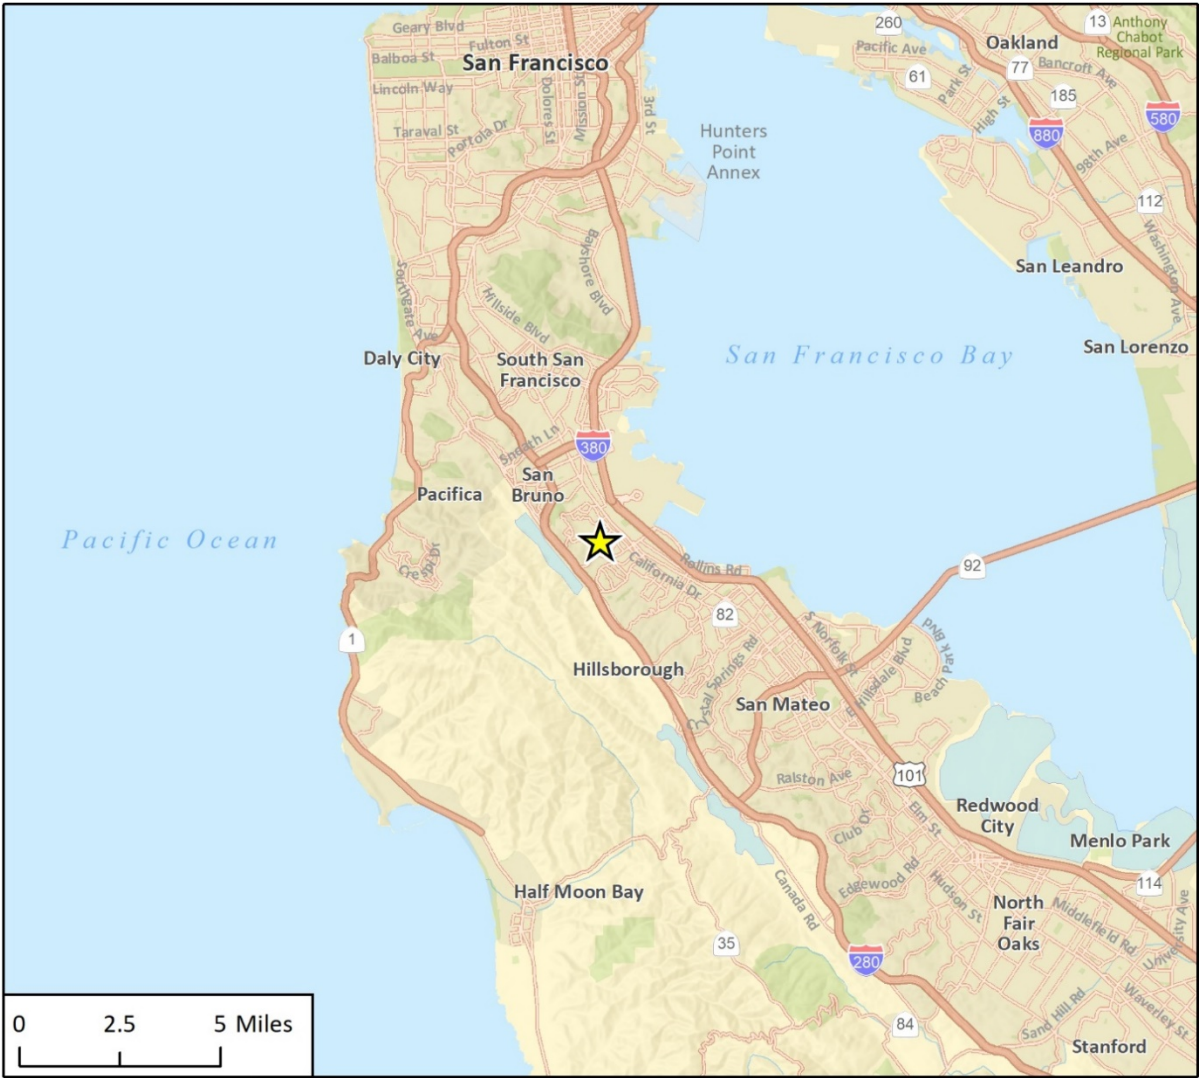 Geary Blvd
Fulton St
Balboa St
San Francisco
Lincoln Way
Dolores St
Mission St
3rd St
Taraval St
Portola Dr
Hunters
Point
Annex
260
13
Anthony
Chabot
Regional Park
Oakland
Pacific Ave
61
Park St
77
Bancroft Ave
185
High St
880
580
98th Ave
112
Washington Ave
San Leandro
San Lorenzo
Southgate Ave
Bayshore Blvd
Hillside Blvd
Daly City
South San
Francisco
San Francisco Bay
Sneath Ln
380
San
Bruno
Pacifica
Pacific Ocean
Crespi Dr
Rollins Rd
California Dr
92
82
1
S Norfolk St
E Hillsdale Blvd
Beach Park Blvd
Hillsborough
Crystal Springs Rd
San Mateo
Ralston Ave
101
Redwood
City
Elm St
Club Dr
Menlo Park
114
Edgewood Rd
Hudson St
Half Moon Bay
Canada Rd
North
Fair
Oaks
Middlefield Rd
University Ave
35
280
Waverley St
Sand Hill Rd
84
Stanford
0 2.5 5 Miles